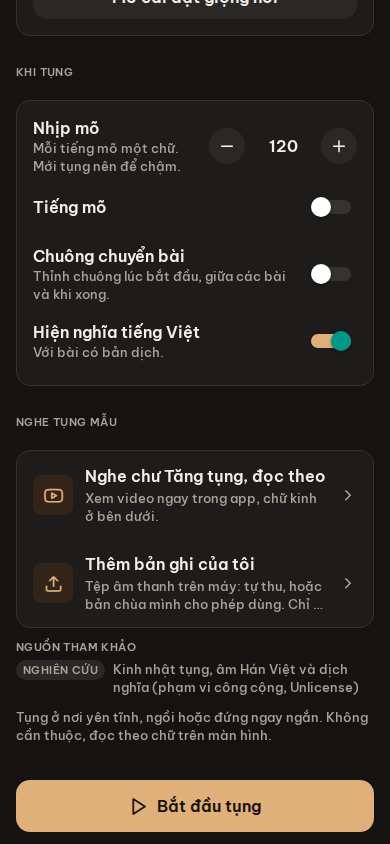 KHI TỤNG
Nhịp mõ
Mỗi tiếng mõ một chữ.
Mới tụng nên để chậm.
120
Tiếng mõ
Chuông chuyển bài
Thỉnh chuông lúc bắt đầu, giữa các bài
và khi xong.
Hiện nghĩa tiếng Việt
Với bài có bản dịch.
NGHE TỤNG MẪU
Nghe chư Tăng tụng, đọc theo
Xem video ngay trong app, chữ kinh
ở bên dưới.
Thêm bản ghi của tôi
Tệp âm thanh trên máy: tự thu, hoặc
bản chùa mình cho phép dùng. Chỉ ...
NGUỒN THAM KHẢO
NGHIÊN CỨU
Kinh nhật tụng, âm Hán Việt và dịch
nghĩa (phạm vi công cộng, Unlicense)
Tụng ở nơi yên tĩnh, ngồi hoặc đứng ngay ngắn. Không
cần thuộc, đọc theo chữ trên màn hình.
Bắt đầu tụng